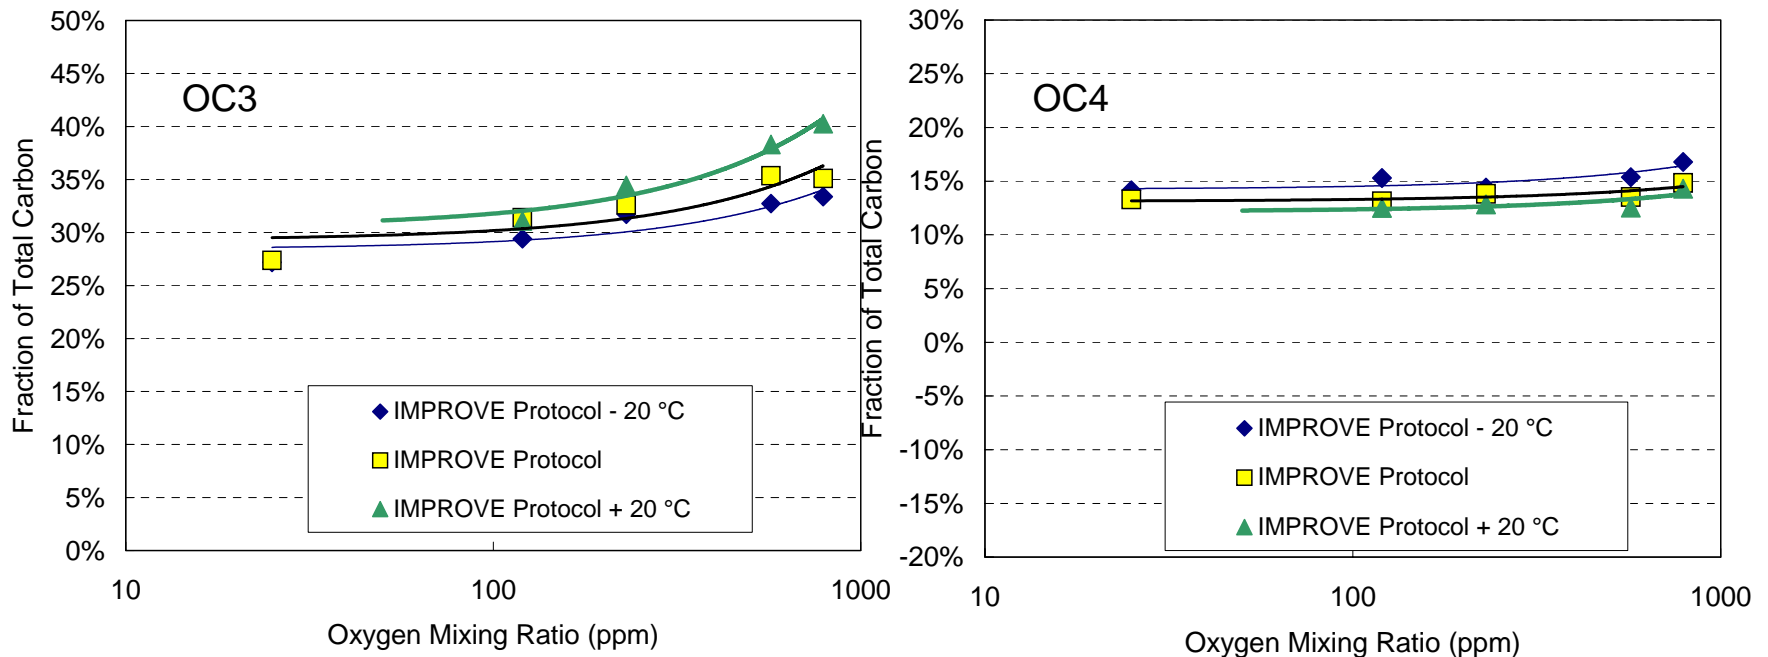 50%
45%
40%
35%
30%
25%
20%
15%
10%
5%
0%
Fraction of Total Carbon
OC3
IMPROVE Protocol - 20 °C
IMPROVE Protocol
IMPROVE Protocol + 20 °C
10
100
1000
Oxygen Mixing Ratio (ppm)
30%
25%
20%
15%
10%
5%
0%
-5%
-10%
-15%
-20%
Fraction of Total Carbon
OC4
IMPROVE Protocol - 20 °C
IMPROVE Protocol
IMPROVE Protocol + 20 °C
10
100
1000
Oxygen Mixing Ratio (ppm)